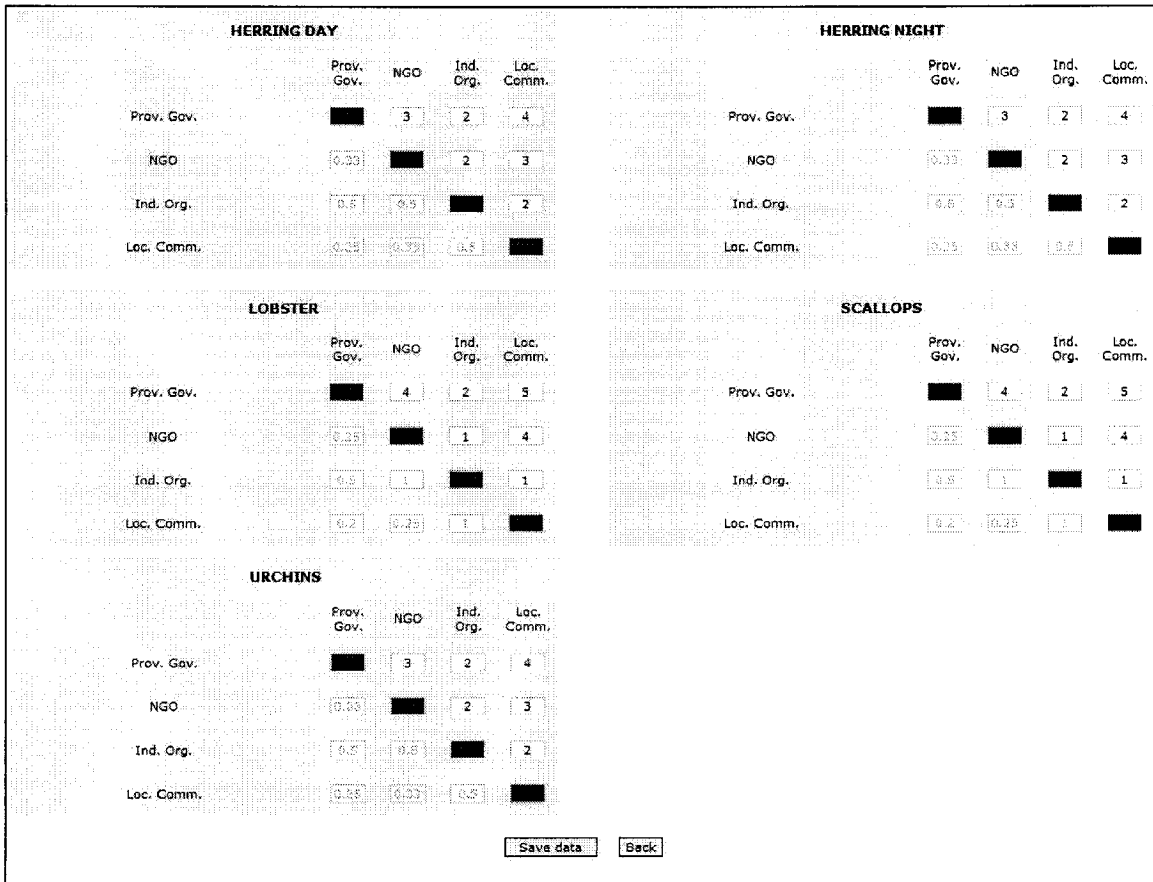 HERRING DAY
Prov. Gov. NGO Ind. Org. Loc. Comm.
Prov. Gov. 3 2 4
NGO 0.33 2 3
Ind. Org. 0.5 0.5 2
Loc. Comm. 0.25 0.33 0.5
HERRING NIGHT
Prov. Gov. NGO Ind. Org. Loc. Comm.
Prov. Gov. 3 2 4
NGO 0.33 2 3
Ind. Org. 0.5 0.5 2
Loc. Comm. 0.25 0.33 0.5
LOBSTER
Prov. Gov. NGO Ind. Org. Loc. Comm.
Prov. Gov. 4 2 5
NGO 0.25 1 4
Ind. Org. 0.5 1 1
Loc. Comm. 0.2 0.25 1
SCALLOPS
Prov. Gov. NGO Ind. Org. Loc. Comm.
Prov. Gov. 4 2 5
NGO 0.25 1 4
Ind. Org. 0.5 1 1
Loc. Comm. 0.2 0.25 1
URCHINS
Prov. Gov. NGO Ind. Org. Loc. Comm.
Prov. Gov. 3 2 4
NGO 0.33 2 3
Ind. Org. 0.5 0.5 2
Loc. Comm. 0.25 0.33 0.5
Save data Back